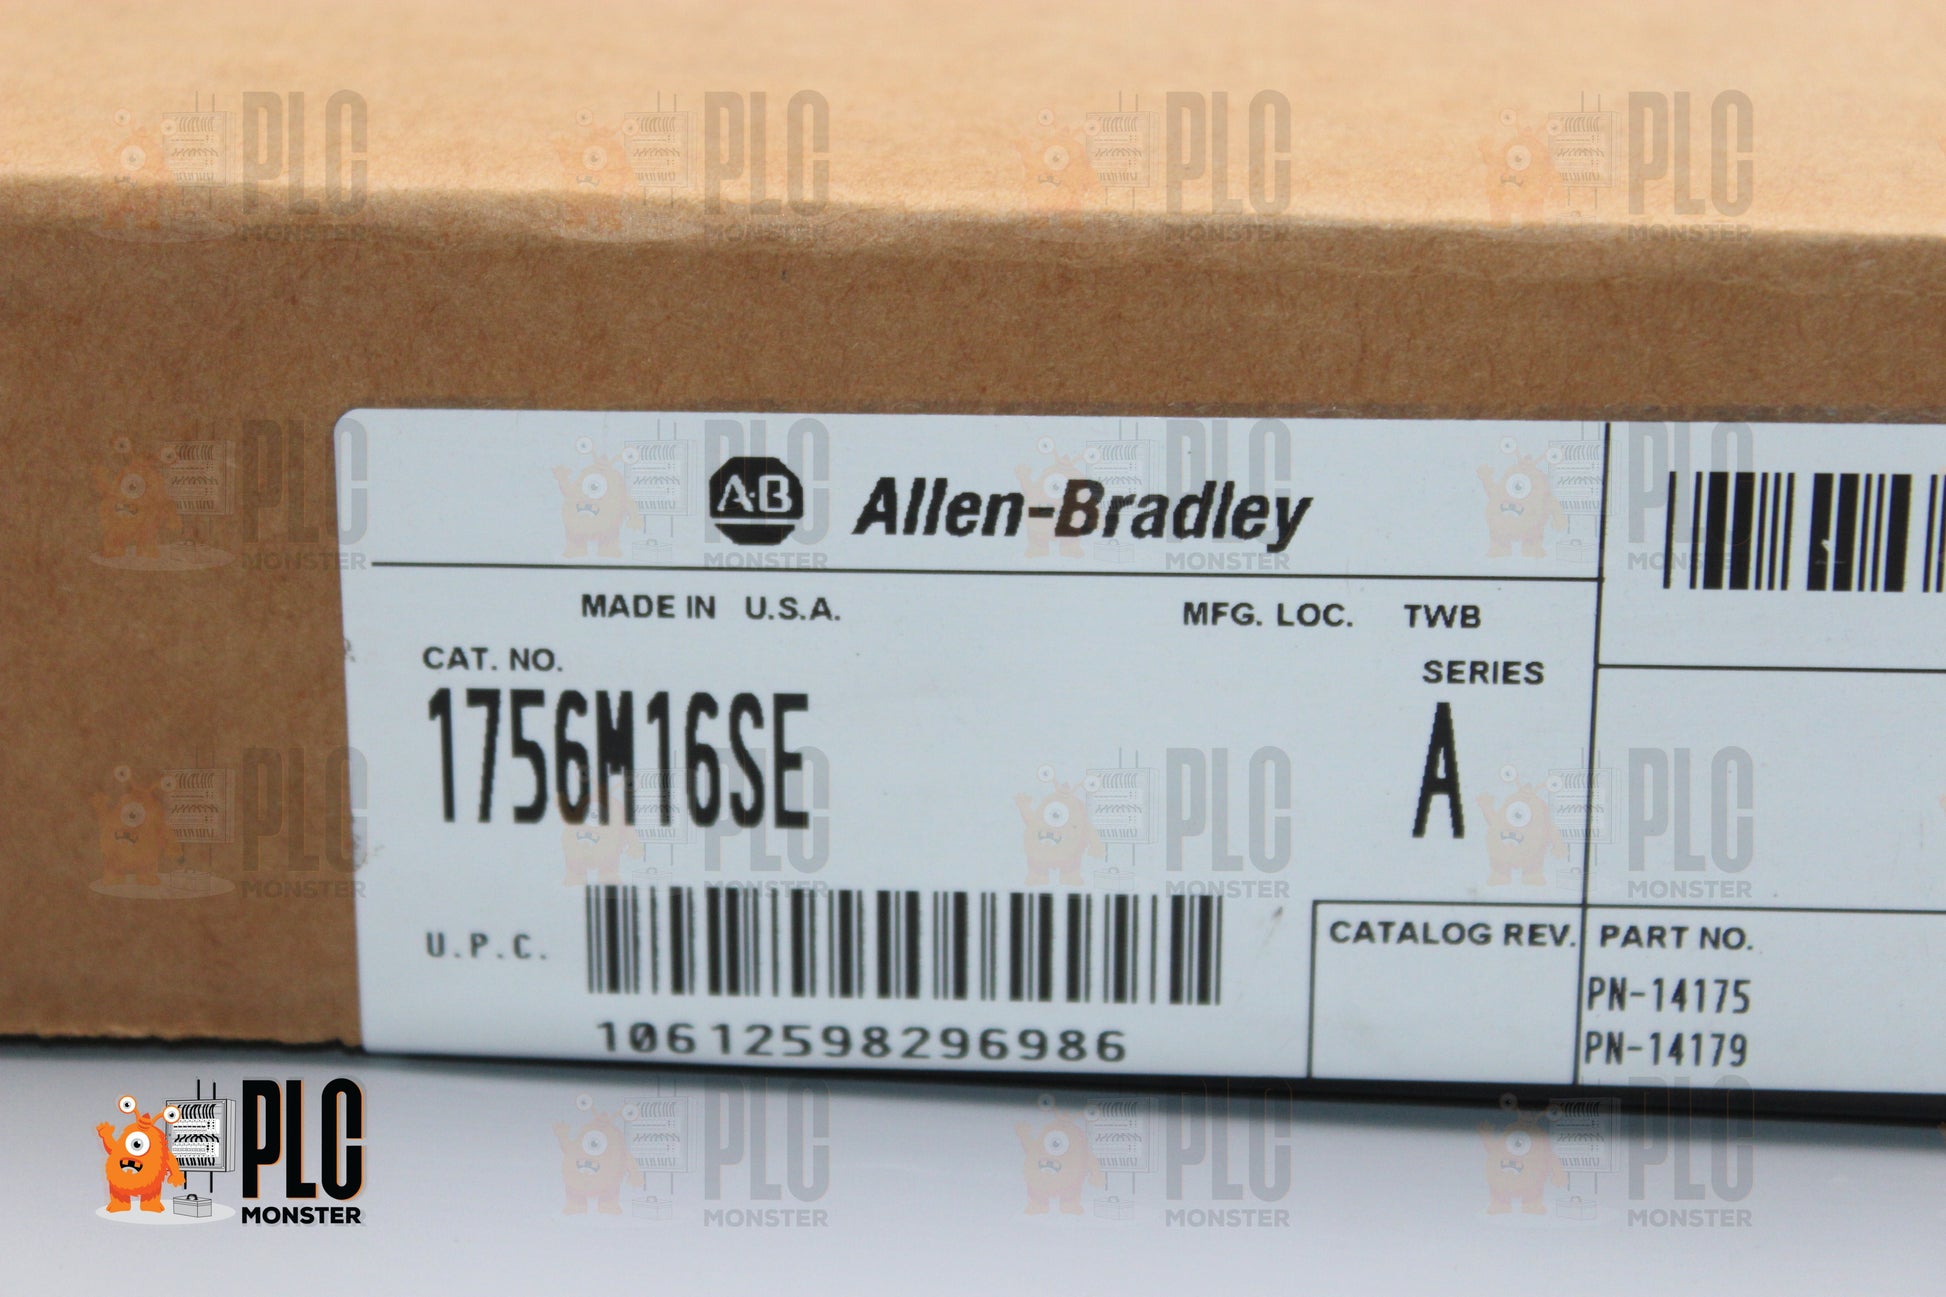 A·B Allen-Bradley
MADE IN U.S.A. MFG. LOC. TWB
CAT. NO. SERIES
1756M16SE A
U.P.C.
10612598296986
CATALOG REV. PART NO.
PN-14175
PN-14179
PLC
MONSTER